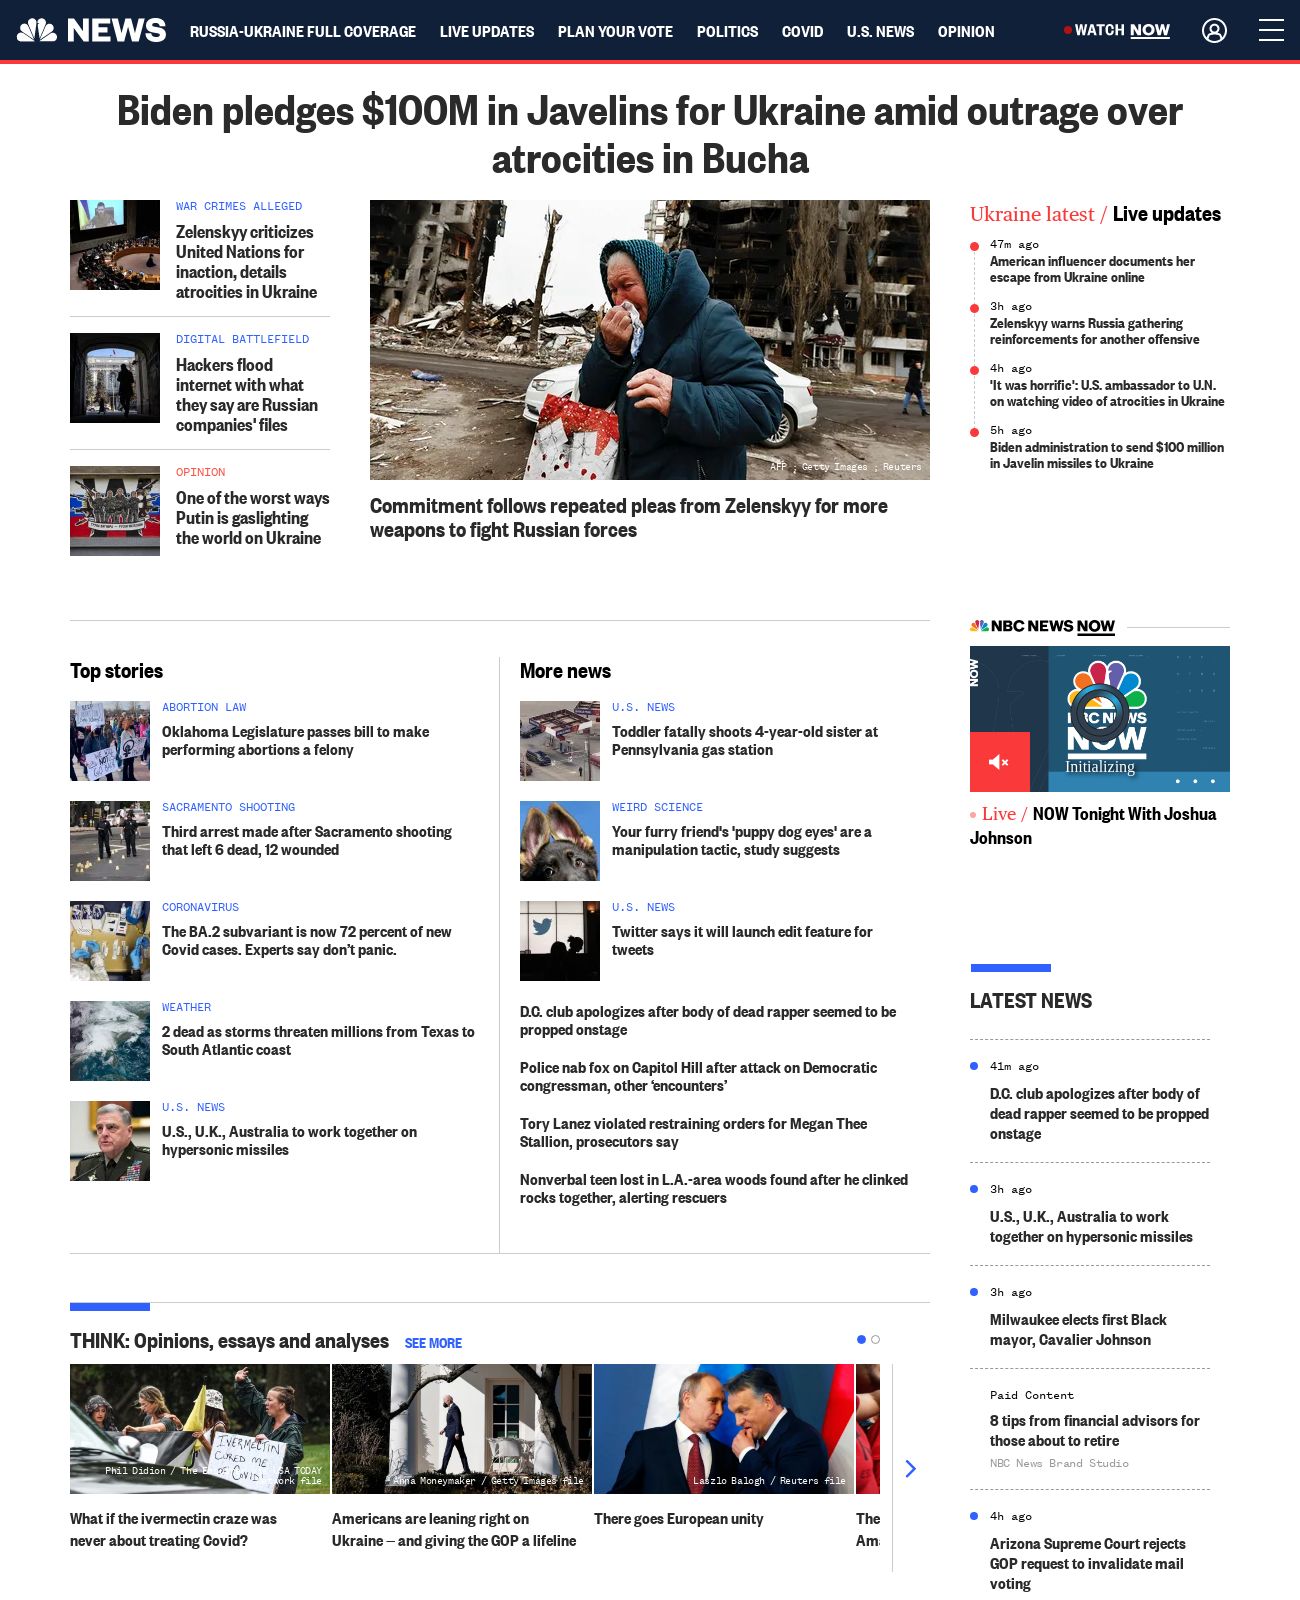 NEWS
RUSSIA-UKRAINE FULL COVERAGE
LIVE UPDATES
PLAN YOUR VOTE
POLITICS
COVID
U.S. NEWS
OPINION
WATCH NOW
Biden pledges $100M in Javelins for Ukraine amid outrage over
atrocities in Bucha
WAR CRIMES ALLEGED
Zelenskyy criticizes
United Nations for
inaction, details
atrocities in Ukraine
DIGITAL BATTLEFIELD
Hackers flood
internet with what
they say are Russian
companies' files
OPINION
One of the worst ways
Putin is gaslighting
the world on Ukraine
AFP ; Getty Images ; Reuters
Commitment follows repeated pleas from Zelenskyy for more
weapons to fight Russian forces
Ukraine latest / Live updates
47m ago
American influencer documents her
escape from Ukraine online
3h ago
Zelenskyy warns Russia gathering
reinforcements for another offensive
4h ago
'It was horrific': U.S. ambassador to U.N.
on watching video of atrocities in Ukraine
5h ago
Biden administration to send $100 million
in Javelin missiles to Ukraine
NBC NEWS NOW
NOW
NBC NEWS
NOW
Initializing
Live / NOW Tonight With Joshua
Johnson
Top stories
ABORTION LAW
Oklahoma Legislature passes bill to make
performing abortions a felony
SACRAMENTO SHOOTING
Third arrest made after Sacramento shooting
that left 6 dead, 12 wounded
CORONAVIRUS
The BA.2 subvariant is now 72 percent of new
Covid cases. Experts say don’t panic.
WEATHER
2 dead as storms threaten millions from Texas to
South Atlantic coast
U.S. NEWS
U.S., U.K., Australia to work together on
hypersonic missiles
More news
U.S. NEWS
Toddler fatally shoots 4-year-old sister at
Pennsylvania gas station
WEIRD SCIENCE
Your furry friend's 'puppy dog eyes' are a
manipulation tactic, study suggests
U.S. NEWS
Twitter says it will launch edit feature for
tweets
D.C. club apologizes after body of dead rapper seemed to be
propped onstage
Police nab fox on Capitol Hill after attack on Democratic
congressman, other ‘encounters’
Tory Lanez violated restraining orders for Megan Thee
Stallion, prosecutors say
Nonverbal teen lost in L.A.-area woods found after he clinked
rocks together, alerting rescuers
LATEST NEWS
41m ago
D.C. club apologizes after body of
dead rapper seemed to be propped
onstage
3h ago
U.S., U.K., Australia to work
together on hypersonic missiles
3h ago
Milwaukee elects first Black
mayor, Cavalier Johnson
Paid Content
8 tips from financial advisors for
those about to retire
NBC News Brand Studio
4h ago
Arizona Supreme Court rejects
GOP request to invalidate mail
voting
THINK: Opinions, essays and analyses
SEE MORE
IVERMECTIN
CURED ME
OF COVID!
Phil Didion / The
TODAY
file
What if the ivermectin craze was
never about treating Covid?
Anna Moneymaker / Getty Images file
Americans are leaning right on
Ukraine – and giving the GOP a lifeline
Laszlo Balogh / Reuters file
There goes European unity
The